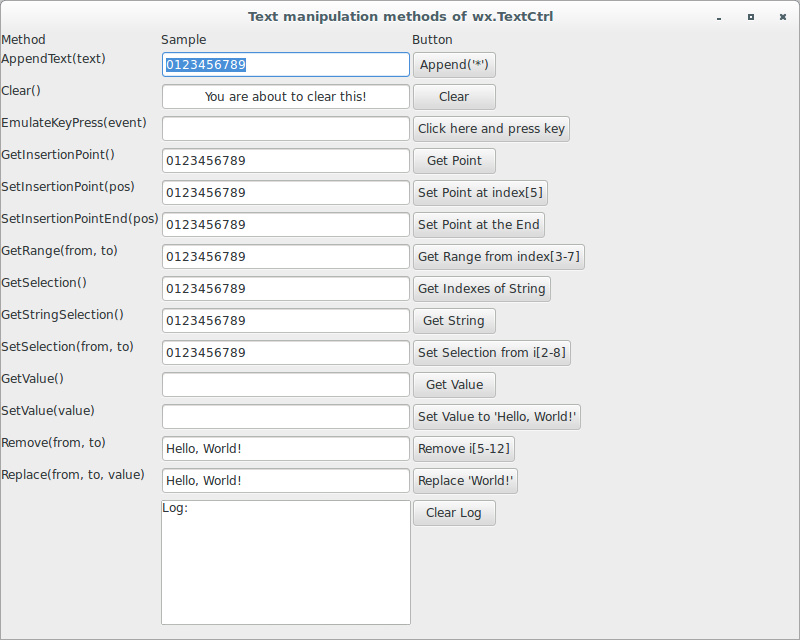 Text manipulation methods of wx.TextCtrl
Method Sample Button
AppendText(text) 0123456789 Append('*')
Clear() You are about to clear this! Clear
EmulateKeyPress(event) Click here and press key
GetInsertionPoint() 0123456789 Get Point
SetInsertionPoint(pos) 0123456789 Set Point at index[5]
SetInsertionPointEnd(pos) 0123456789 Set Point at the End
GetRange(from, to) 0123456789 Get Range from index[3-7]
GetSelection() 0123456789 Get Indexes of String
GetStringSelection() 0123456789 Get String
SetSelection(from, to) 0123456789 Set Selection from i[2-8]
GetValue() Get Value
SetValue(value) Set Value to 'Hello, World!'
Remove(from, to) Hello, World! Remove i[5-12]
Replace(from, to, value) Hello, World! Replace 'World!'
Log: Clear Log